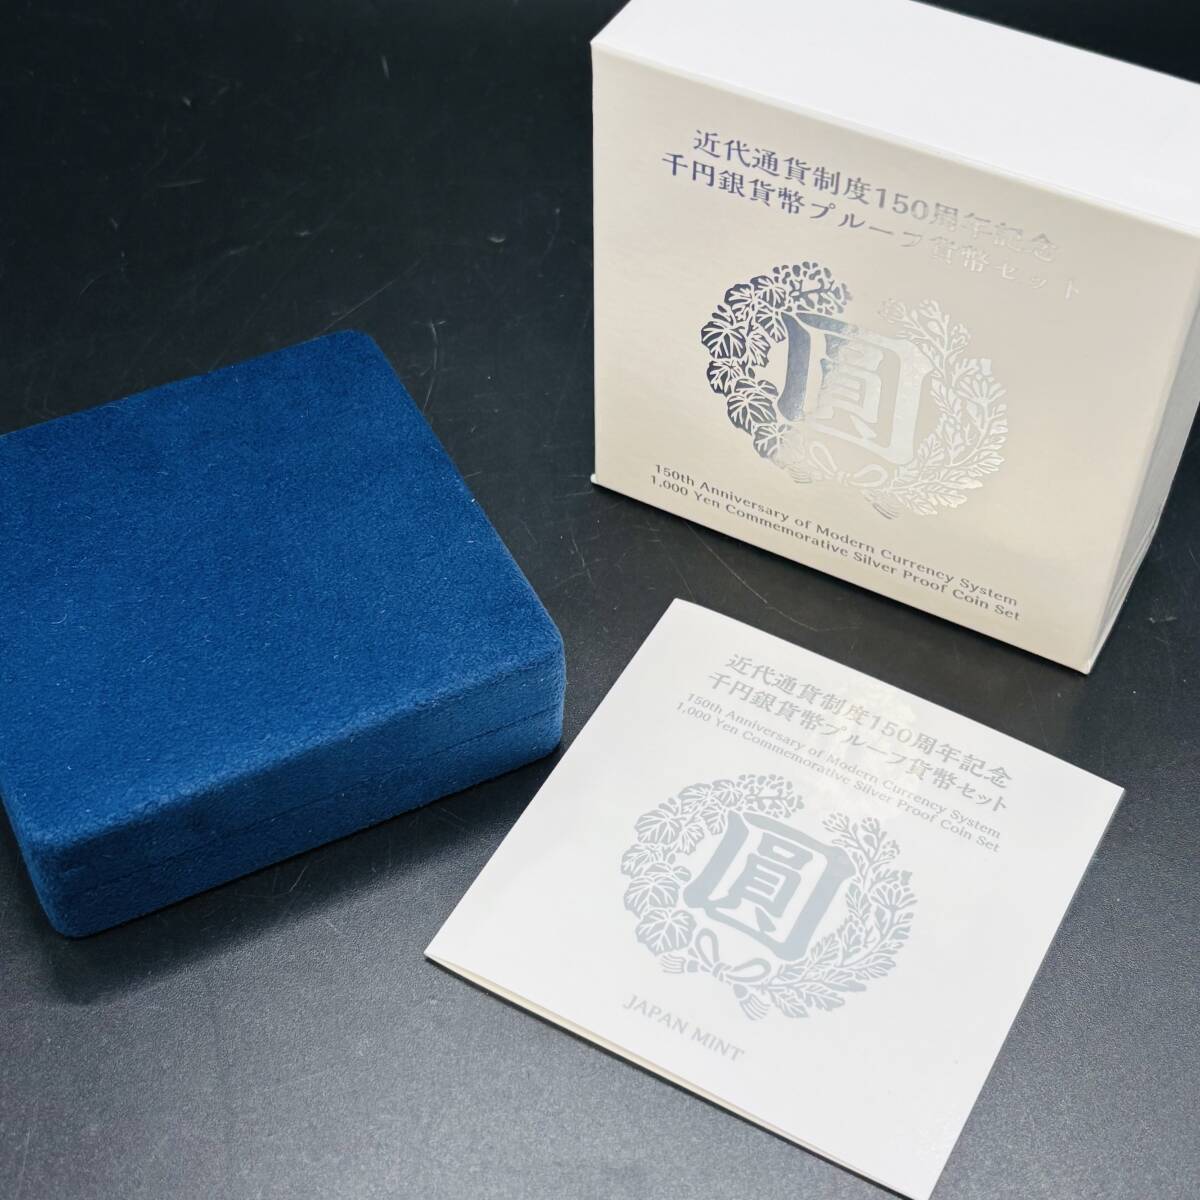 近代通貨制度150周年記念
千円銀貨幣プルーフ貨幣セット
圓
150th Anniversary of Modern Currency System
1,000 Yen Commemorative Silver Proof Coin Set
近代通貨制度150周年記念
千円銀貨幣プルーフ貨幣セット
150th Anniversary of Modern Currency System
1,000 Yen Commemorative Silver Proof Coin Set
圓
JAPAN MINT